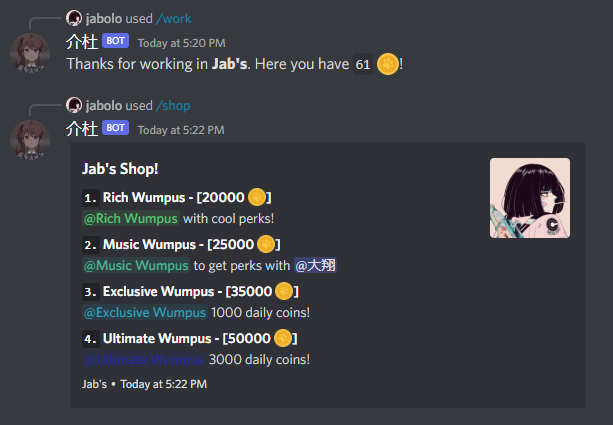 jabolo used /work
介杜 BOT Today at 5:20 PM
Thanks for working in Jab's. Here you have 61 !
jabolo used /shop
介杜 BOT Today at 5:22 PM
Jab's Shop!
1. Rich Wumpus - [20000 ]
@Rich Wumpus with cool perks!
2. Music Wumpus - [25000 ]
@Music Wumpus to get perks with @大翔
3. Exclusive Wumpus - [35000 ]
@Exclusive Wumpus 1000 daily coins!
4. Ultimate Wumpus - [50000 ]
@Ultimate Wumpus 3000 daily coins!
Jab's • Today at 5:22 PM